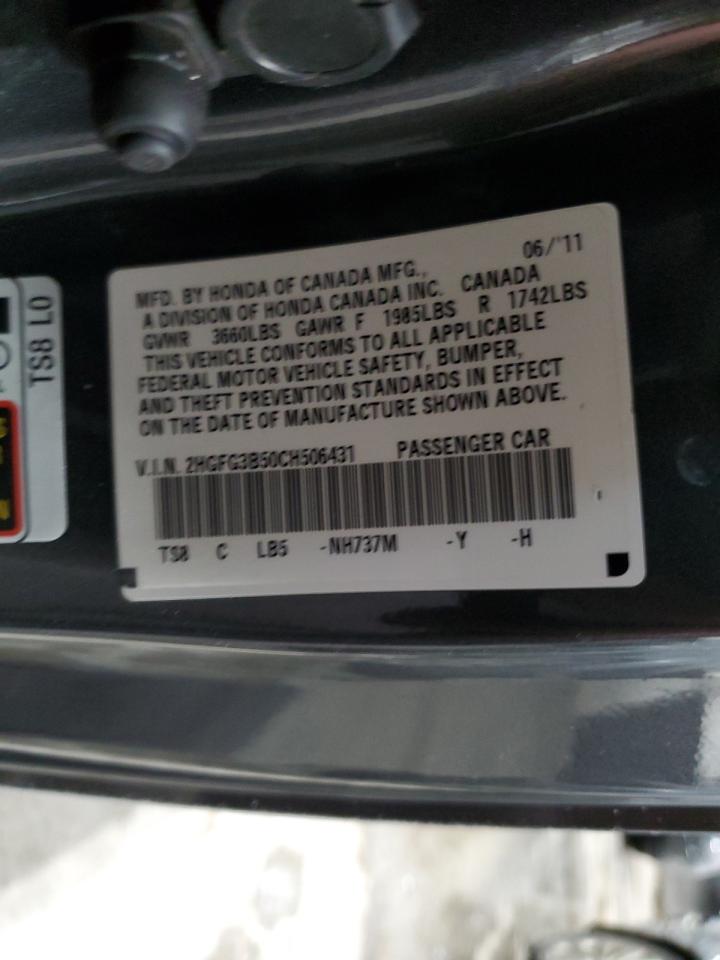 06/'11
MFD. BY HONDA OF CANADA MFG.,
A DIVISION OF HONDA CANADA INC. CANADA
GVWR 3660LBS GAWR F 1985LBS R 1742LBS
THIS VEHICLE CONFORMS TO ALL APPLICABLE
FEDERAL MOTOR VEHICLE SAFETY, BUMPER,
AND THEFT PREVENTION STANDARDS IN EFFECT
ON THE DATE OF MANUFACTURE SHOWN ABOVE.
V.I.N. 2HGFG3B50CH506431 PASSENGER CAR
TS8 C LB5 -NH737M -Y -H
TS8 L0